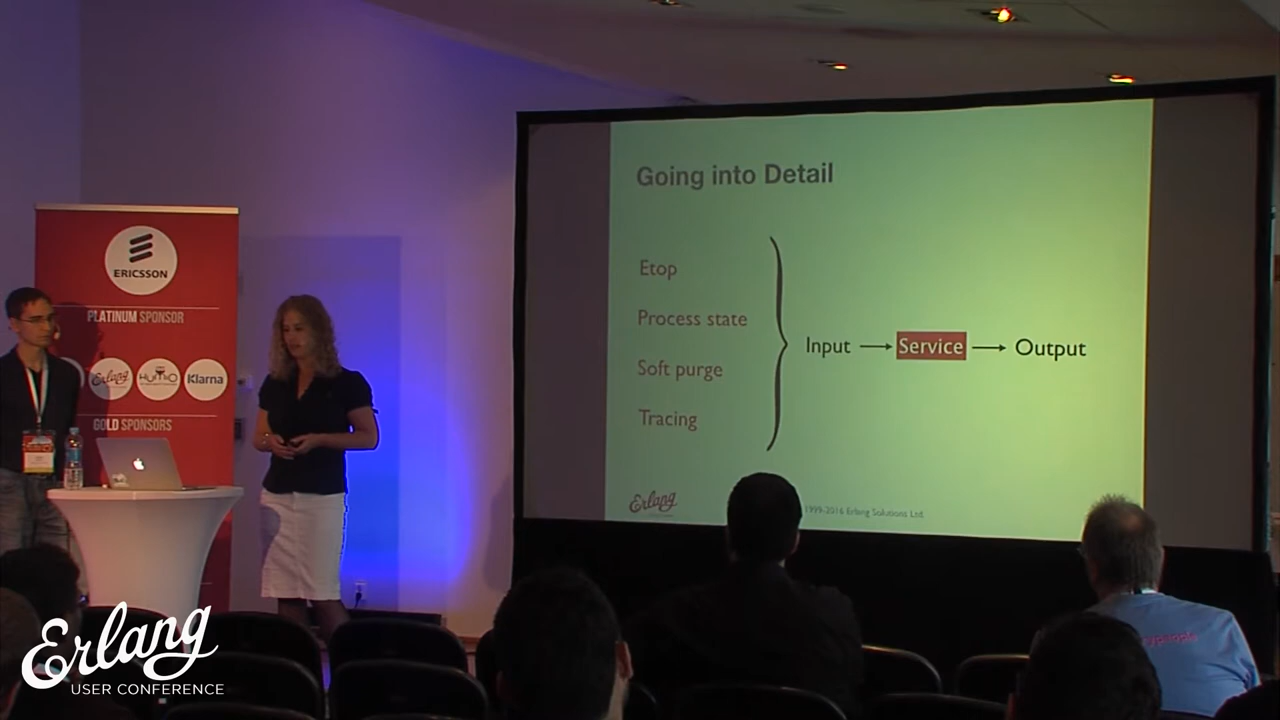 ERICSSON
PLATINUM SPONSOR
Erlang
HUMIO
Klarna
GOLD SPONSORS
Going into Detail
Etop
Process state
Soft purge
Tracing
Input
Service
Output
Erlang
1999-2016 Erlang Solutions Ltd
Erlang
USER CONFERENCE